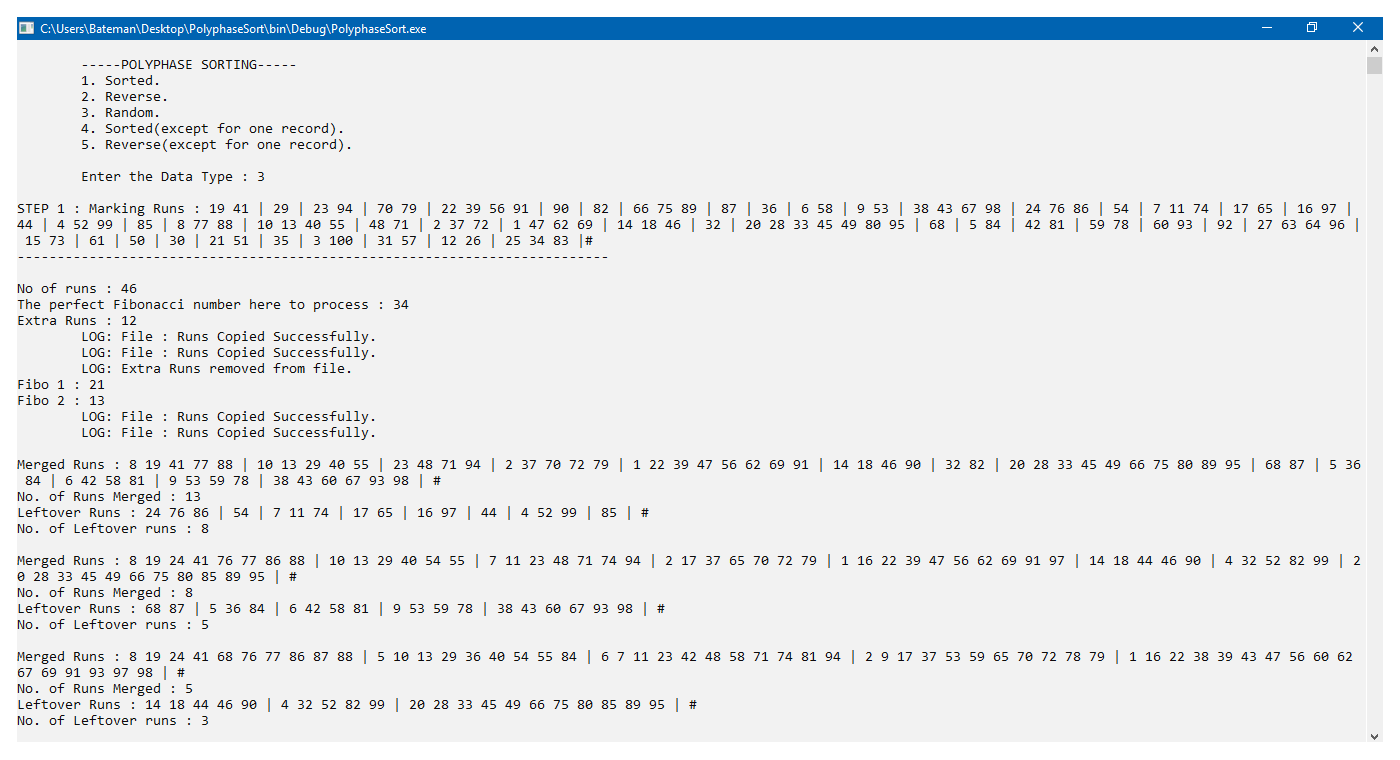 C:\Users\Bateman\Desktop\PolyphaseSort\bin\Debug\PolyphaseSort.exe
-----POLYPHASE SORTING-----
1. Sorted.
2. Reverse.
3. Random.
4. Sorted(except for one record).
5. Reverse(except for one record).
Enter the Data Type : 3
STEP 1 : Marking Runs : 19 41 | 29 | 23 94 | 70 79 | 22 39 56 91 | 90 | 82 | 66 75 89 | 87 | 36 | 6 58 | 9 53 | 38 43 67 98 | 24 76 86 | 54 | 7 11 74 | 17 65 | 16 97 |
44 | 4 52 99 | 85 | 8 77 88 | 10 13 40 55 | 48 71 | 2 37 72 | 1 47 62 69 | 14 18 46 | 32 | 20 28 33 45 49 80 95 | 68 | 5 84 | 42 81 | 59 78 | 60 93 | 92 | 27 63 64 96 |
15 73 | 61 | 50 | 30 | 21 51 | 35 | 3 100 | 31 57 | 12 26 | 25 34 83 |#
--------------------------------------------------------------------------
No of runs : 46
The perfect Fibonacci number here to process : 34
Extra Runs : 12
LOG: File : Runs Copied Successfully.
LOG: File : Runs Copied Successfully.
LOG: Extra Runs removed from file.
Fibo 1 : 21
Fibo 2 : 13
LOG: File : Runs Copied Successfully.
LOG: File : Runs Copied Successfully.
Merged Runs : 8 19 41 77 88 | 10 13 29 40 55 | 23 48 71 94 | 2 37 70 72 79 | 1 22 39 47 56 62 69 91 | 14 18 46 90 | 32 82 | 20 28 33 45 49 66 75 80 89 95 | 68 87 | 5 36
84 | 6 42 58 81 | 9 53 59 78 | 38 43 60 67 93 98 | #
No. of Runs Merged : 13
Leftover Runs : 24 76 86 | 54 | 7 11 74 | 17 65 | 16 97 | 44 | 4 52 99 | 85 | #
No. of Leftover runs : 8
Merged Runs : 8 19 24 41 76 77 86 88 | 10 13 29 40 54 55 | 7 11 23 48 71 74 94 | 2 17 37 65 70 72 79 | 1 16 22 39 47 56 62 69 91 97 | 14 18 44 46 90 | 4 32 52 82 99 | 2
0 28 33 45 49 66 75 80 85 89 95 | #
No. of Runs Merged : 8
Leftover Runs : 68 87 | 5 36 84 | 6 42 58 81 | 9 53 59 78 | 38 43 60 67 93 98 | #
No. of Leftover runs : 5
Merged Runs : 8 19 24 41 68 76 77 86 87 88 | 5 10 13 29 36 40 54 55 84 | 6 7 11 23 42 48 58 71 74 81 94 | 2 9 17 37 53 59 65 70 72 78 79 | 1 16 22 38 39 43 47 56 60 62
67 69 91 93 97 98 | #
No. of Runs Merged : 5
Leftover Runs : 14 18 44 46 90 | 4 32 52 82 99 | 20 28 33 45 49 66 75 80 85 89 95 | #
No. of Leftover runs : 3